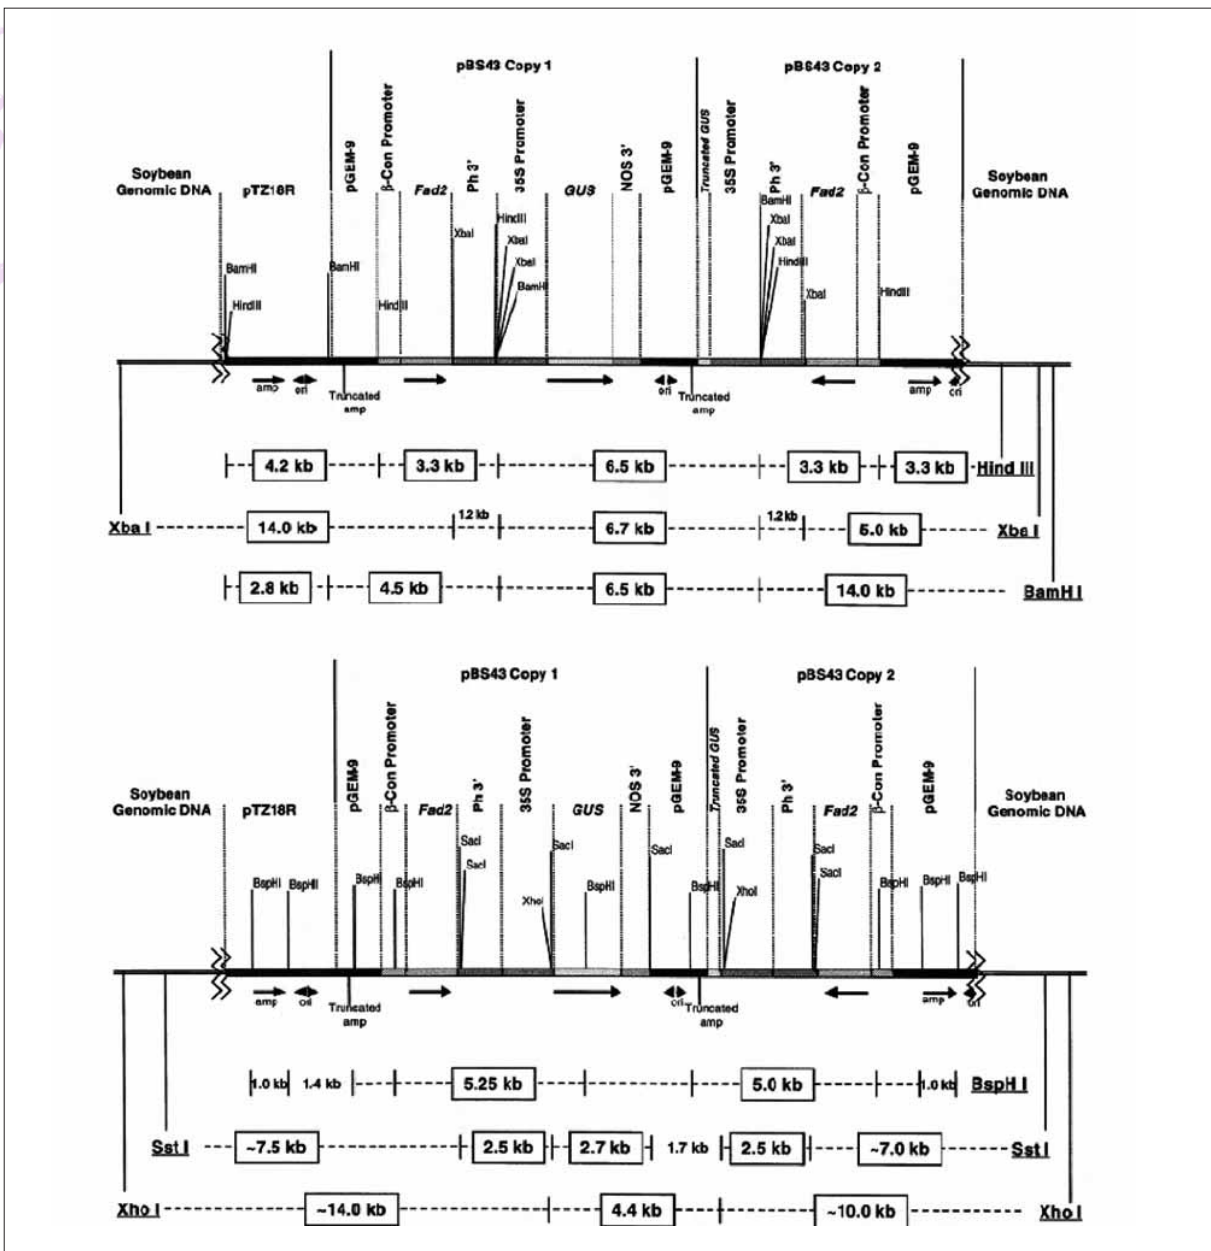 pBS43 Copy 1
pBS43 Copy 2
Soybean
Genomic DNA
pTZ18R
pGEM-9
β-Con Promoter
Fad2
Ph 3'
35S Promoter
GUS
NOS 3'
pGEM-9
Truncated GUS
35S Promoter
Ph 3'
Fad2
β-Con Promoter
pGEM-9
Soybean
Genomic DNA
BamHI
HindIII
BamHI
HindIII
XbaI
HindIII
XbaI
XbaI
BamHI
BamHI
XbaI
XbaI
HindIII
XbaI
HindIII
amp
ori
Truncated
amp
ori
Truncated
amp
amp
ori
4.2 kb
3.3 kb
6.5 kb
3.3 kb
3.3 kb
Hind III
Xba I
14.0 kb
1.2 kb
6.7 kb
1.2 kb
5.0 kb
Xba I
2.8 kb
4.5 kb
6.5 kb
14.0 kb
BamH I
pBS43 Copy 1
pBS43 Copy 2
Soybean
Genomic DNA
pTZ18R
pGEM-9
β-Con Promoter
Fad2
Ph 3'
35S Promoter
GUS
NOS 3'
pGEM-9
Truncated GUS
35S Promoter
Ph 3'
Fad2
β-Con Promoter
pGEM-9
Soybean
Genomic DNA
BspHI
BspHI
BspHI
BspHI
SacI
SacI
XhoI
SacI
BspHI
SacI
BspHI
SacI
XhoI
SacI
SacI
BspHI
BspHI
BspHI
amp
ori
Truncated
amp
ori
Truncated
amp
amp
ori
1.0 kb
1.4 kb
5.25 kb
5.0 kb
1.0 kb
BspH I
Sst I
~7.5 kb
2.5 kb
2.7 kb
1.7 kb
2.5 kb
~7.0 kb
Sst I
Xho I
~14.0 kb
4.4 kb
~10.0 kb
Xho I